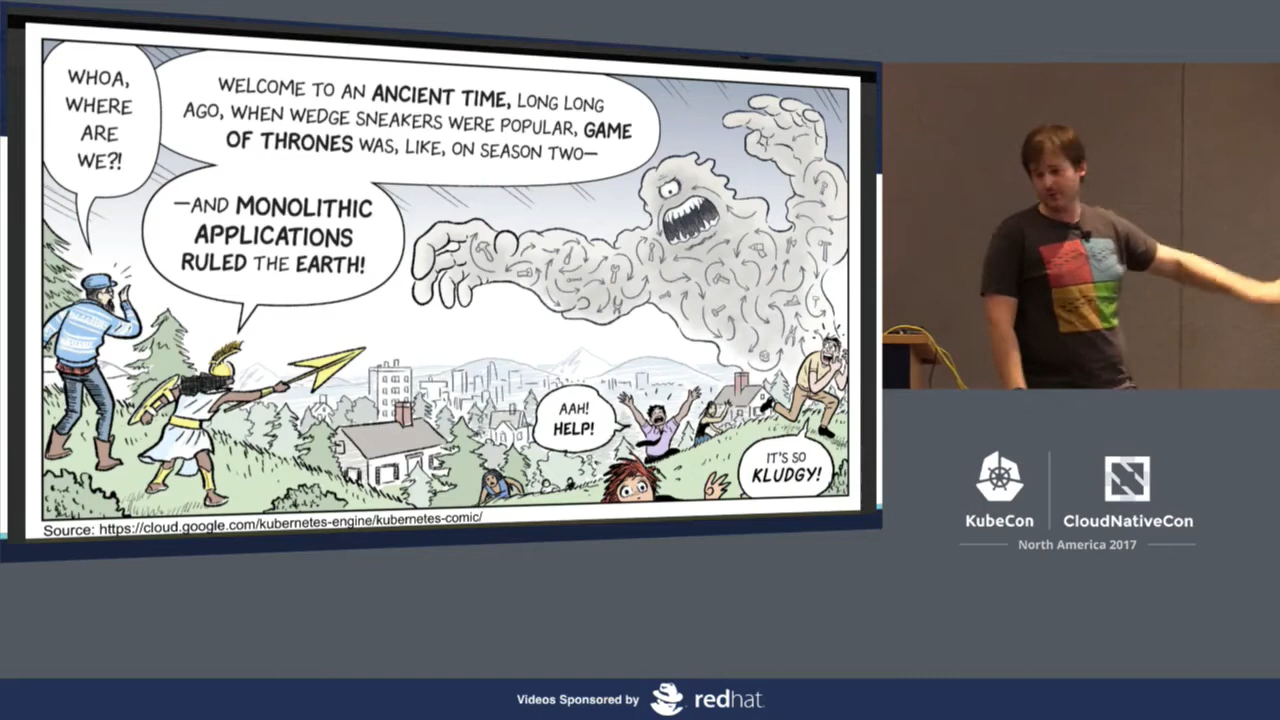 WHOA,
WHERE
ARE
WE?!
WELCOME TO AN ANCIENT TIME, LONG LONG
AGO, WHEN WEDGE SNEAKERS WERE POPULAR, GAME
OF THRONES WAS, LIKE, ON SEASON TWO—
—AND MONOLITHIC
APPLICATIONS
RULED THE EARTH!
AAH!
HELP!
IT'S SO
KLUDGY!
Source: https://cloud.google.com/kubernetes-engine/kubernetes-comic/
KubeCon
CloudNativeCon
North America 2017
Videos Sponsored by
redhat